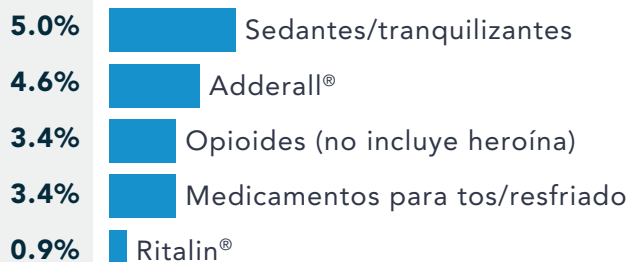 5.0% Sedantes/tranquilizantes
4.6% Adderall®
3.4% Opioides (no incluye heroína)
3.4% Medicamentos para tos/resfriado
0.9% Ritalin®